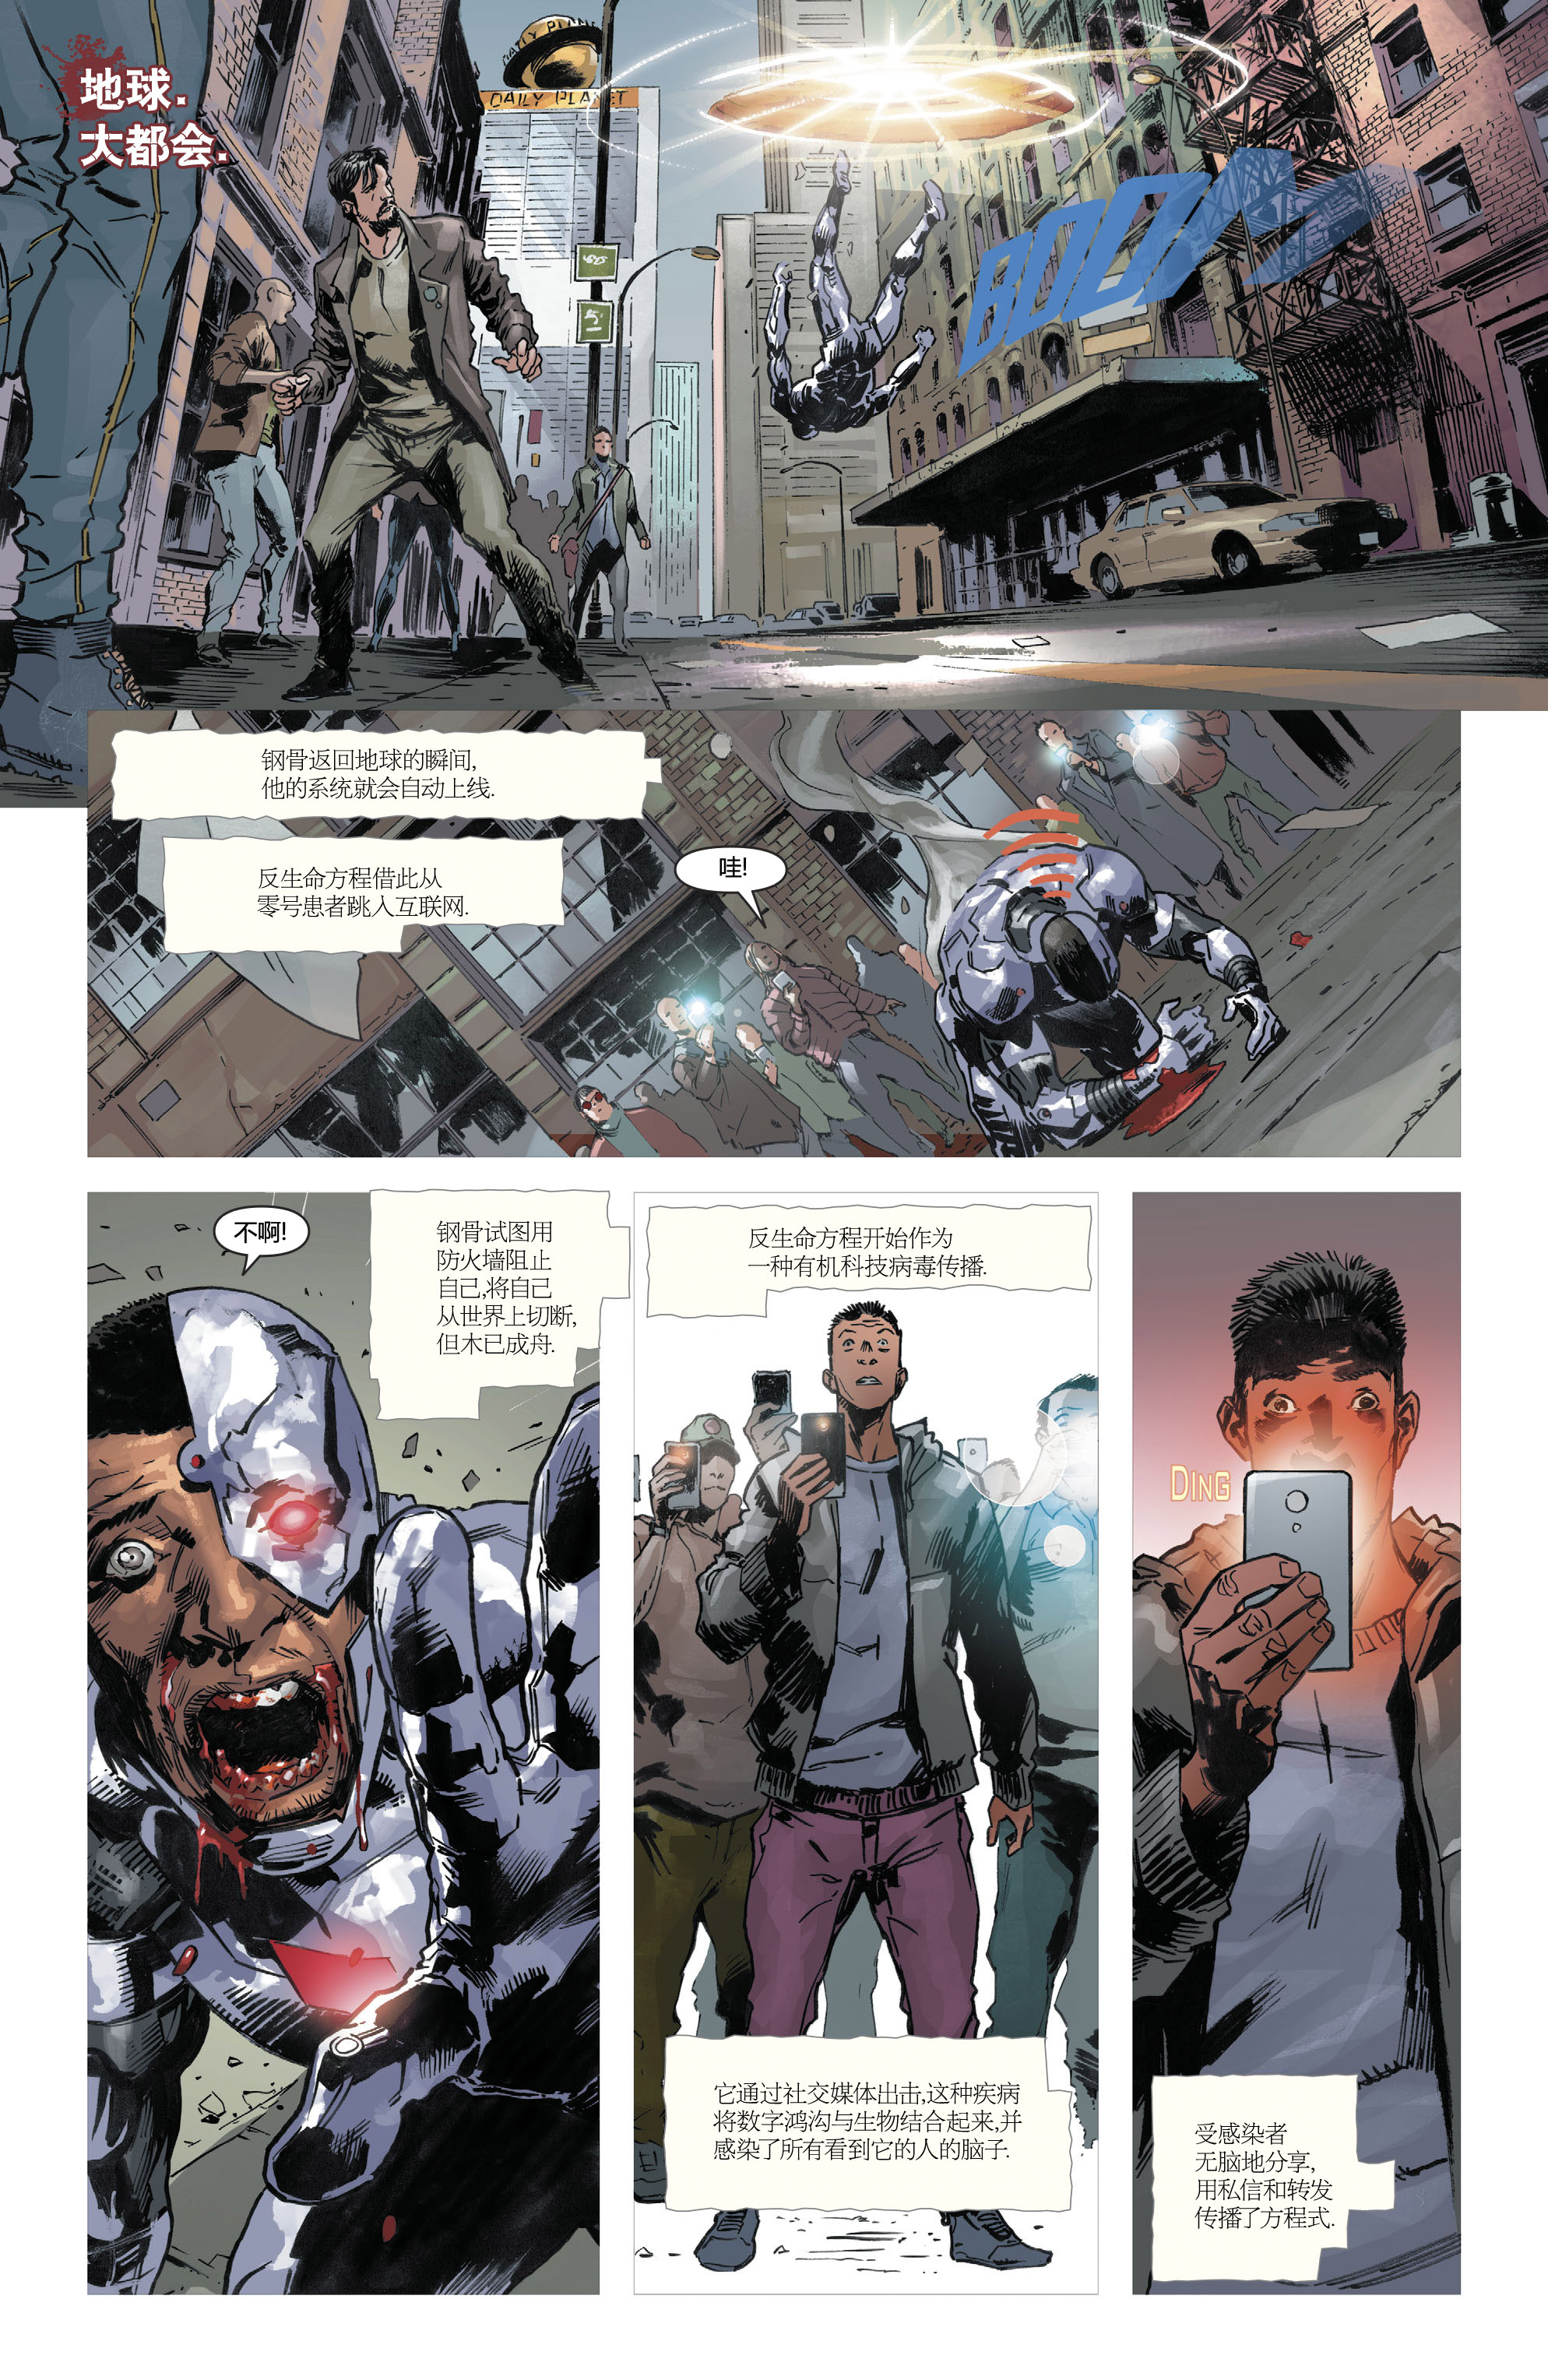 地球.
大都会.
DAILY PLANET
DAILY PLANET
BOOM
钢骨返回地球的瞬间,
他的系统就会自动上线.
反生命方程借此从
零号患者跳入互联网.
哇!
不啊!
钢骨试图用
防火墙阻止
自己,将自己
从世界上切断,
但木已成舟.
反生命方程开始作为
一种有机科技病毒传播.
它通过社交媒体出击,这种疾病
将数字鸿沟与生物结合起来,并
感染了所有看到它的人的脑子.
DING
受感染者
无脑地分享,
用私信和转发
传播了方程式.